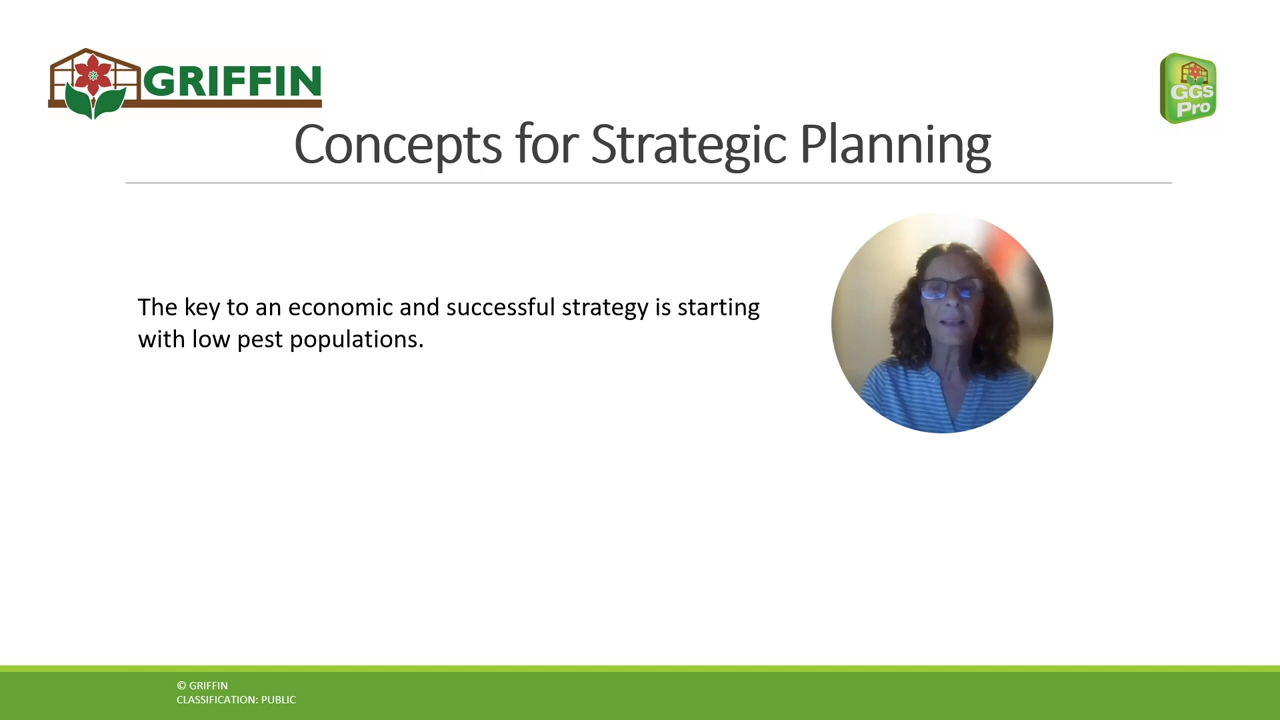 GRIFFIN
GGS
Pro
Concepts for Strategic Planning
The key to an economic and successful strategy is starting
with low pest populations.
© GRIFFIN
CLASSIFICATION: PUBLIC